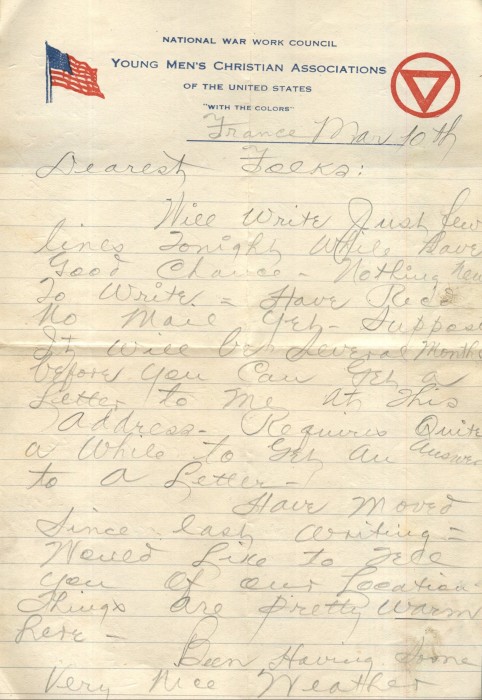 NATIONAL WAR WORK COUNCIL
YOUNG MEN'S CHRISTIAN ASSOCIATIONS
OF THE UNITED STATES
"WITH THE COLORS"
France Mar 10th
Dearest Folks:
Will Write Just few
lines Tonight While Have
Good Chance - Nothing New
To Write. = Have Recd
No Mail Yet - Suppose
It Will be Several Months
before you Can Get a
Letter to Me At This
Address - Requires Quite
a While to Get An Answer
to A Letter -
Have Moved
Since last writing =
Would Like to Tell
you of our Location -
Things are Pretty Warm
here -
Been Having Some
Very Nice Weather